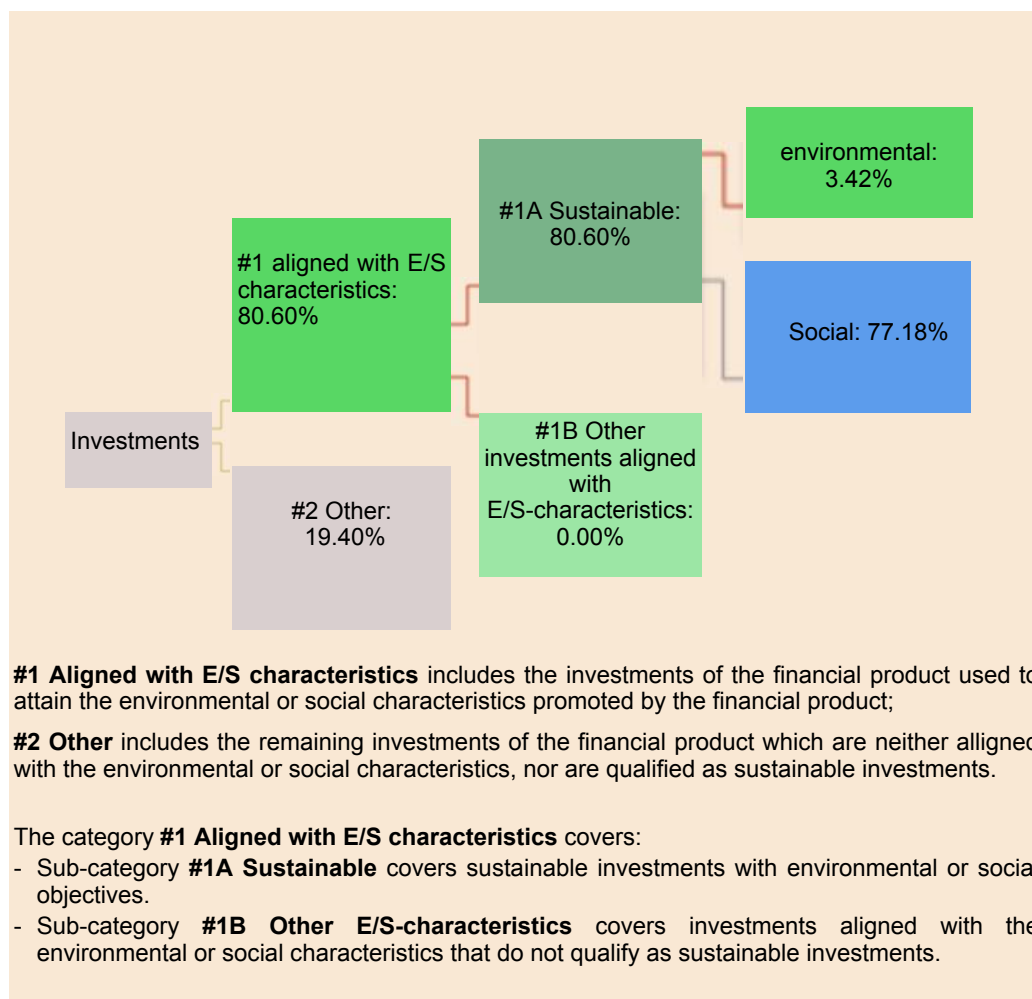 environmental:
3.42%
#1A Sustainable:
80.60%
#1 aligned with E/S
characteristics:
80.60%
Social: 77.18%
Investments
#1B Other
investments aligned
with
E/S-characteristics:
0.00%
#2 Other:
19.40%
#1 Aligned with E/S characteristics includes the investments of the financial product used to
attain the environmental or social characteristics promoted by the financial product;
#2 Other includes the remaining investments of the financial product which are neither alligned
with the environmental or social characteristics, nor are qualified as sustainable investments.
The category #1 Aligned with E/S characteristics covers:
- Sub-category #1A Sustainable covers sustainable investments with environmental or social
objectives.
- Sub-category #1B Other E/S-characteristics covers investments aligned with the
environmental or social characteristics that do not qualify as sustainable investments.